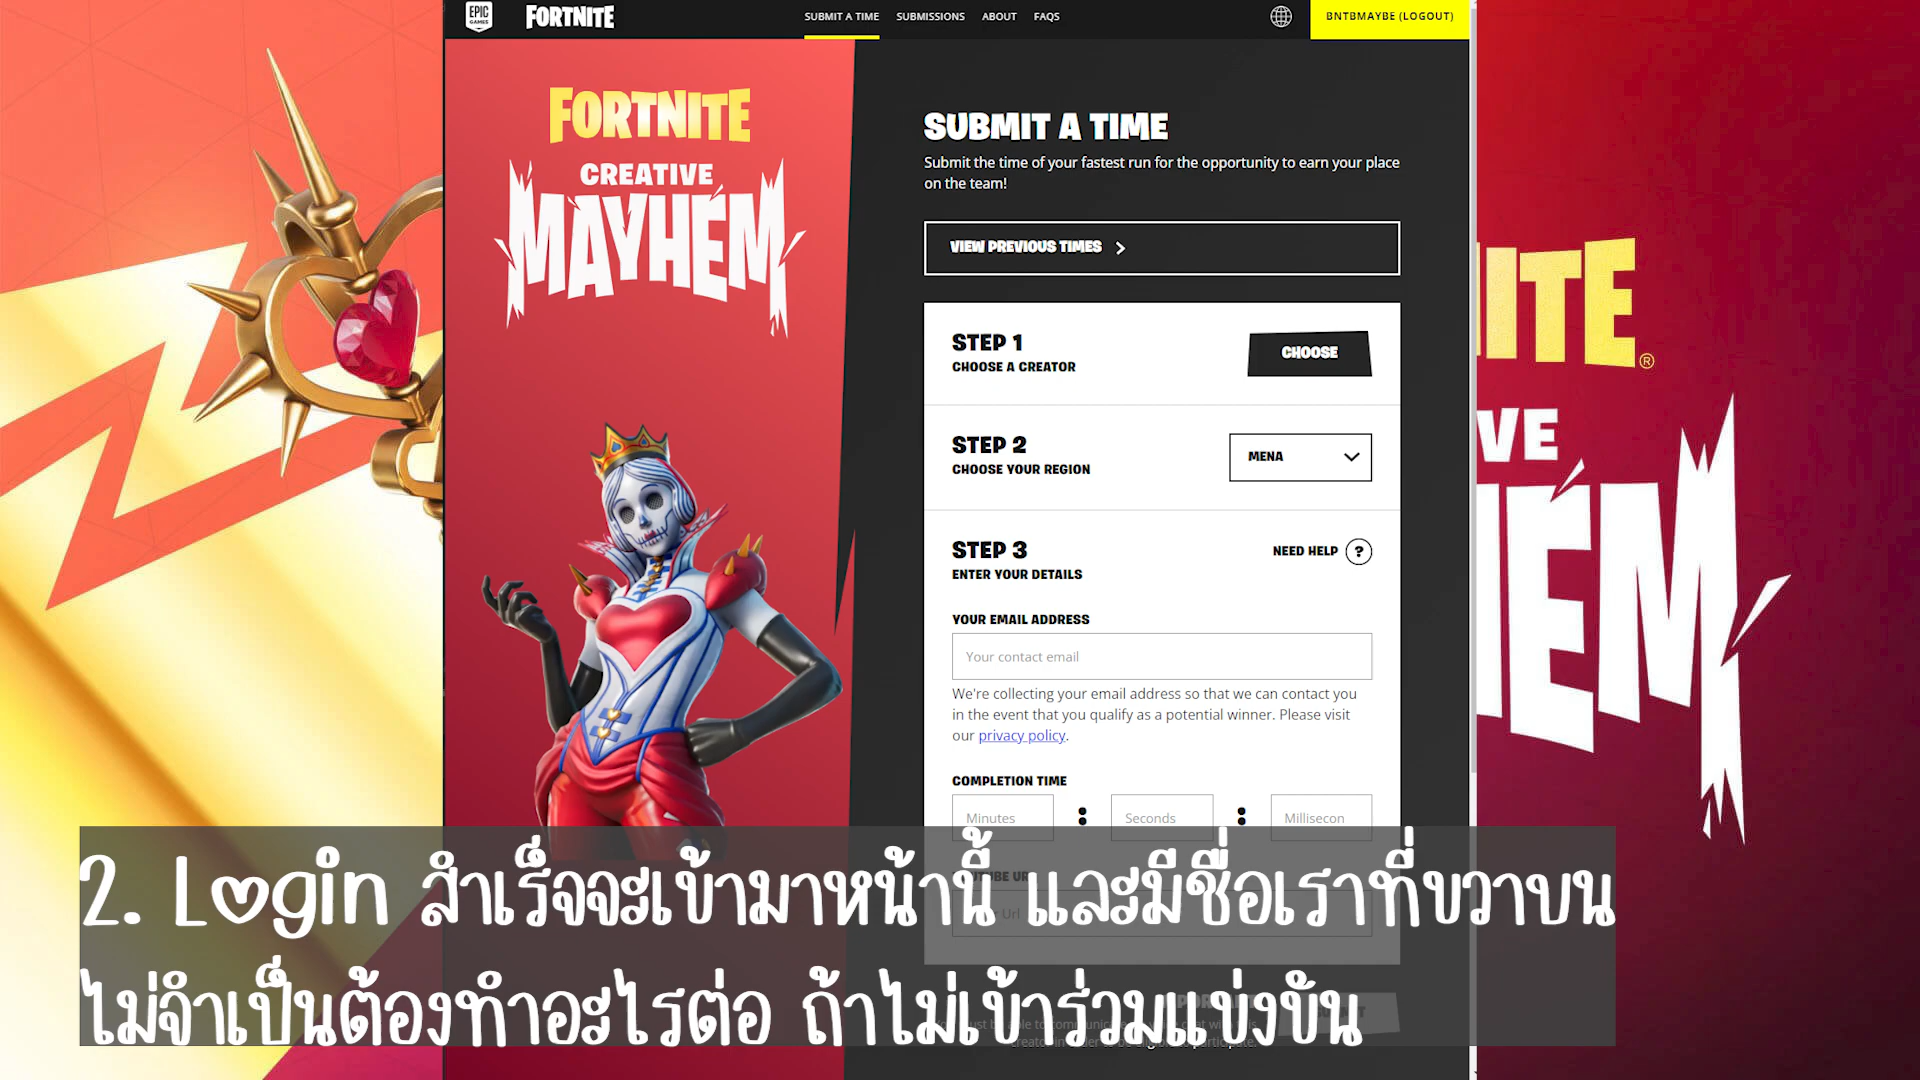 EPIC GAMES
FORTNITE
SUBMIT A TIME
SUBMISSIONS
ABOUT
FAQS
BNTBMAYBE (LOGOUT)
FORTNITE
CREATIVE
MAYHEM
SUBMIT A TIME
Submit the time of your fastest run for the opportunity to earn your place
on the team!
VIEW PREVIOUS TIMES
STEP 1
CHOOSE A CREATOR
CHOOSE
STEP 2
CHOOSE YOUR REGION
MENA
STEP 3
NEED HELP ?
ENTER YOUR DETAILS
YOUR EMAIL ADDRESS
Your contact email
We're collecting your email address so that we can contact you
in the event that you qualify as a potential winner. Please visit
our privacy policy.
COMPLETION TIME
Minutes : Seconds : Millisecon
ITE®
VE
HÉM
2. Login สำเร็จจะเข้ามาหน้านี้ และมีชื่อเราที่ขวาบน
ไม่จำเป็นต้องทำอะไรต่อ ถ้าไม่เข้าร่วมแข่งขัน